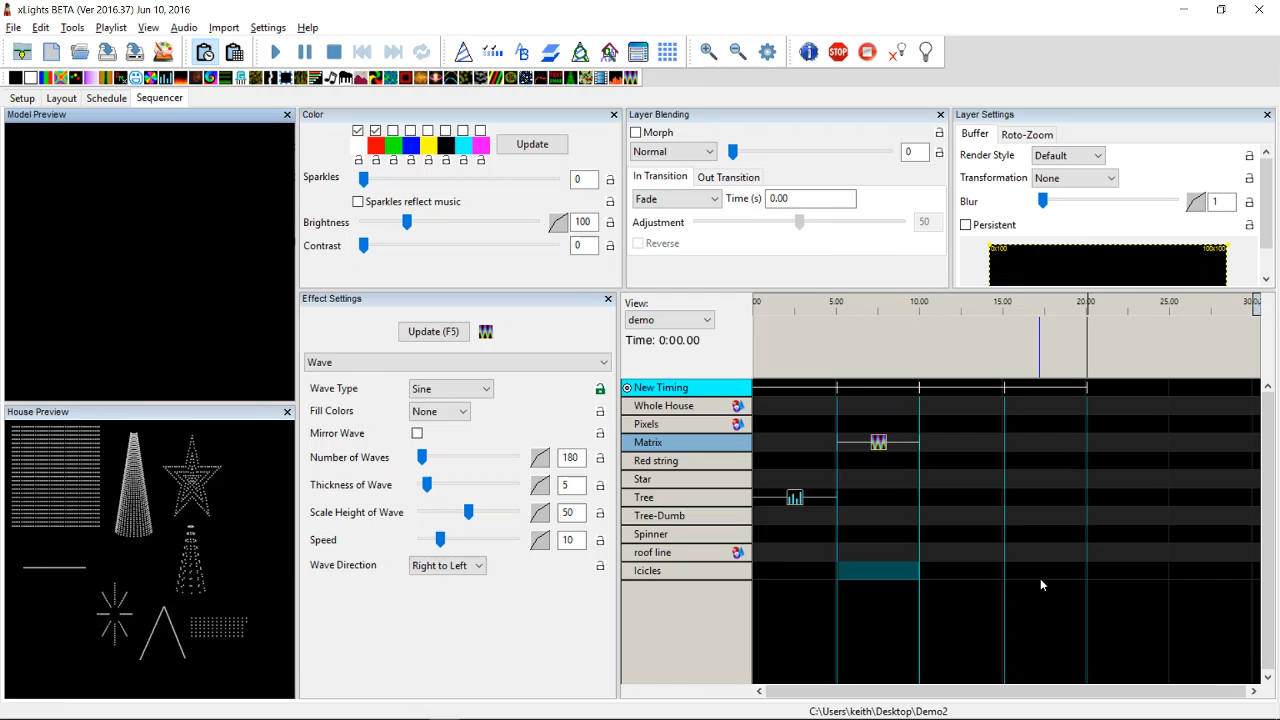 xLights BETA (Ver 2016.37) Jun 10, 2016
File Edit Tools Playlist View Audio Import Settings Help
Setup Layout Schedule Sequencer
Model Preview
House Preview
Color
Update
Sparkles 0
Sparkles reflect music
Brightness 100
Contrast 0
Layer Blending
Morph
Normal 0
In Transition Out Transition
Fade Time (s) 0.00
Adjustment 50
Reverse
Layer Settings
Buffer Roto-Zoom
Render Style Default
Transformation None
Blur 1
Persistent
0x100 100x100
Effect Settings
Update (F5)
Wave
Wave Type Sine
Fill Colors None
Mirror Wave
Number of Waves 180
Thickness of Wave 5
Scale Height of Wave 50
Speed 10
Wave Direction Right to Left
View:
demo
Time: 0:00.00
:00 5.00 10.00 15.00 20.00 25.00
New Timing
Whole House
Pixels
Matrix
Red string
Star
Tree
Tree-Dumb
Spinner
roof line
Icicles
C:\Users\keith\Desktop\Demo2